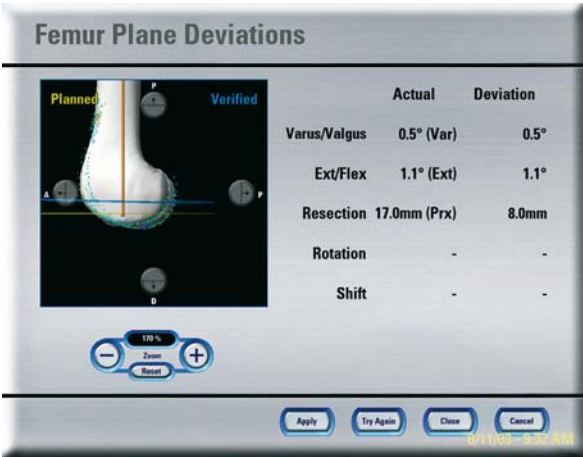 Femur Plane Deviations
Planned P Verified
A P
D
Actual Deviation
Varus/Valgus 0.5° (Var) 0.5°
Ext/Flex 1.1° (Ext) 1.1°
Resection 17.0mm (Prx) 8.0mm
Rotation - -
Shift - -
170 %
Zoom
Reset
Apply Try Again Close Cancel
8/11/03 - 9:32 AM